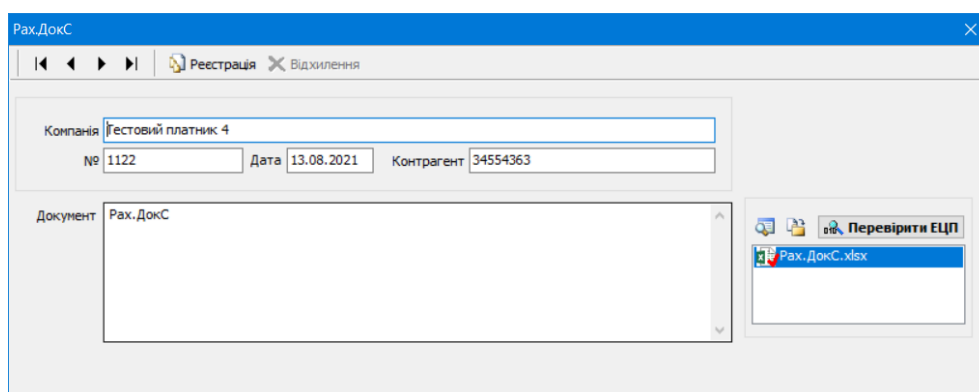 Рах.ДокС
Реєстрація Відхилення
Компанія Тестовий платник 4
№ 1122 Дата 13.08.2021 Контрагент 34554363
Документ Рах.ДокС
Перевірити ЕЦП
Рах.ДокС.xlsx